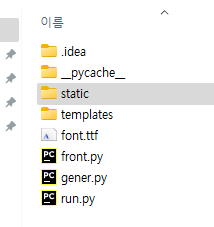 이름
.idea
__pycache__
static
templates
font.ttf
front.py
gener.py
run.py